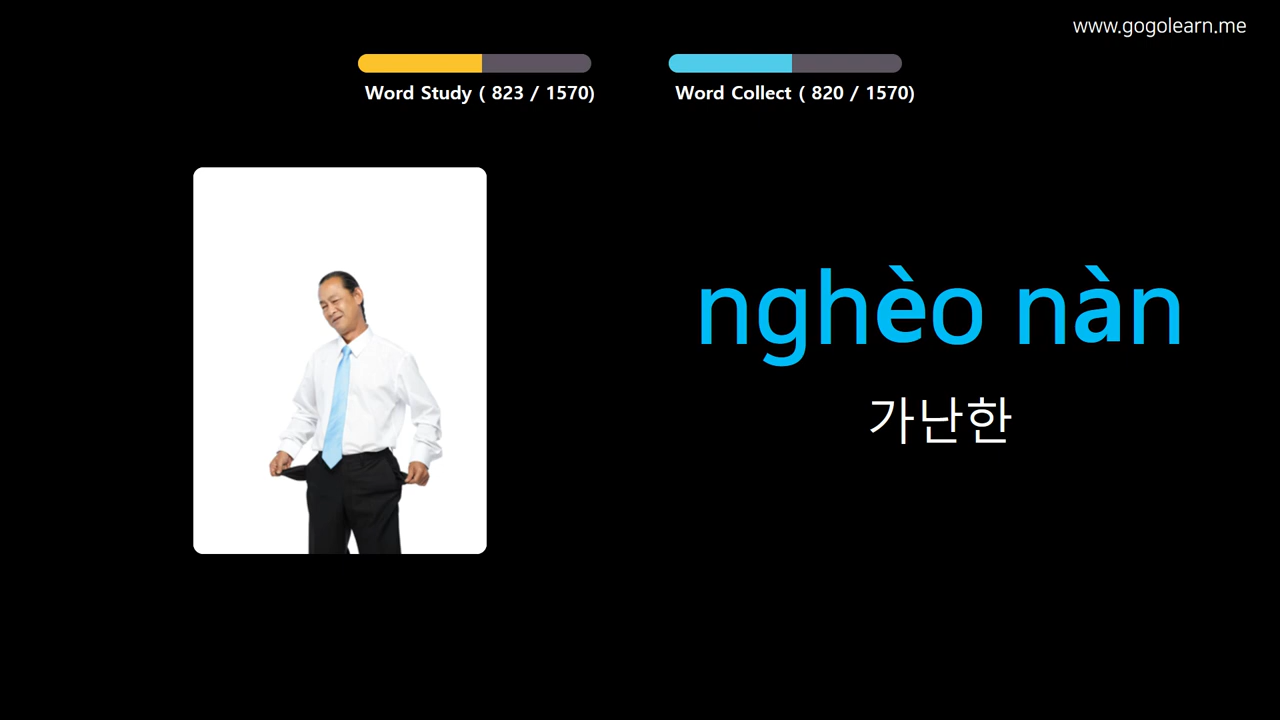 www.gogolearn.me
Word Study ( 823 / 1570)
Word Collect ( 820 / 1570)
nghèo nàn
가난한